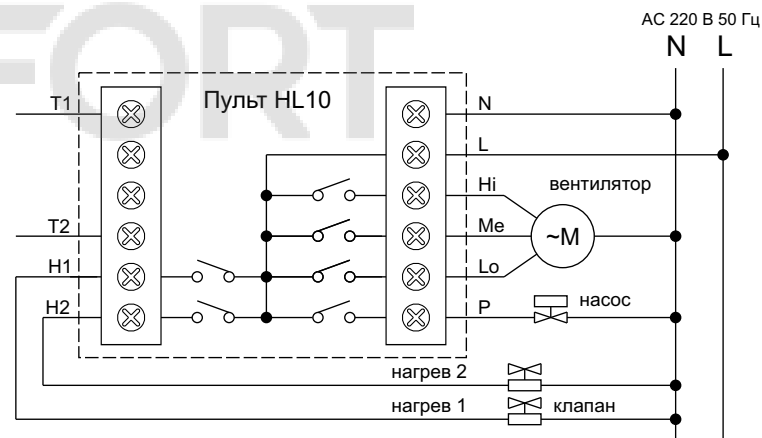 FORT
АС 220 В 50 Гц
N L
Пульт HL10
T1
N
L
Hi
вентилятор
T2
Me
~M
H1
Lo
H2
P
насос
нагрев 2
нагрев 1
клапан